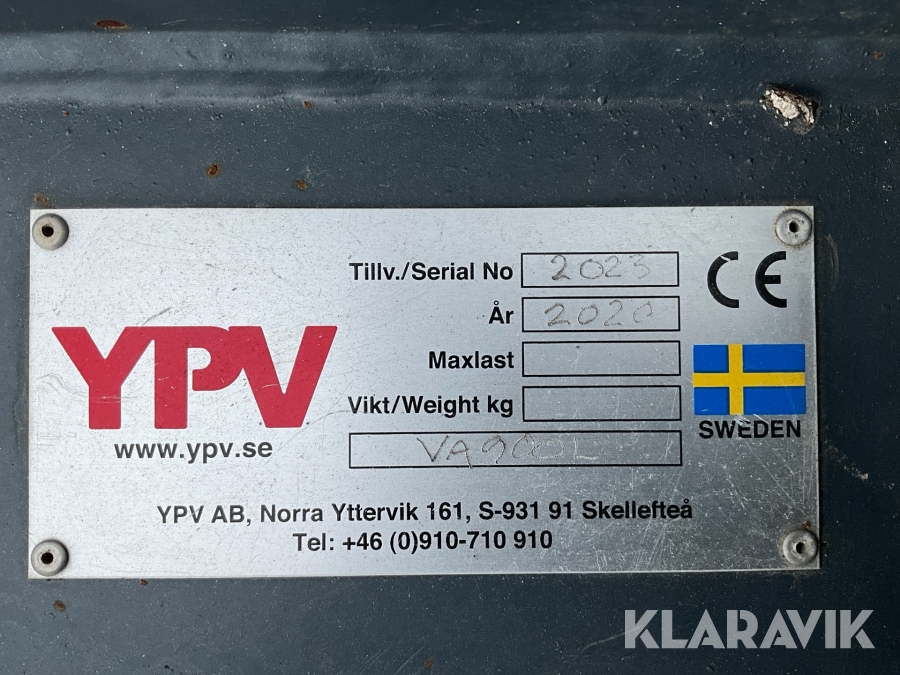 Tillv./Serial No 2023
År 2020
Maxlast
Vikt/Weight kg
VA900L
CE
YPV
www.ypv.se
SWEDEN
YPV AB, Norra Yttervik 161, S-931 91 Skellefteå
Tel: +46 (0)910-710 910
KLARAVIK